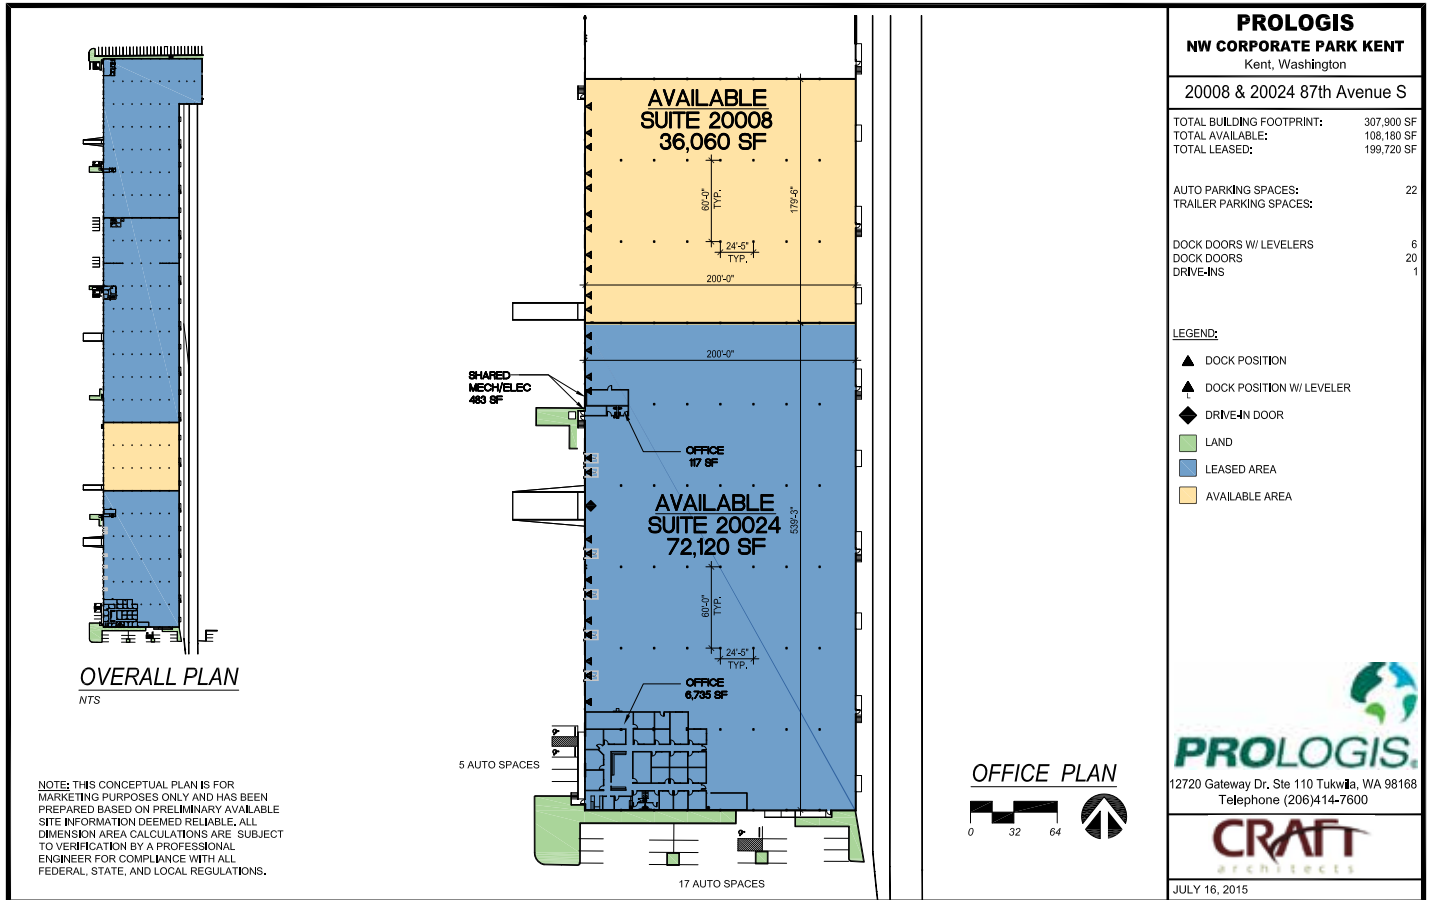 AVAILABLE
SUITE 20008
36,060 SF
60'-0"
TYP.
179'-6"
24'-5"
TYP.
200'-0"
200'-0"
SHARED
MECH/ELEC
483 SF
OFFICE
117 SF
AVAILABLE
SUITE 20024
72,120 SF
539'-3"
60'-0"
TYP.
24'-5"
TYP.
OFFICE
6,735 SF
5 AUTO SPACES
17 AUTO SPACES
OVERALL PLAN
NTS
NOTE: THIS CONCEPTUAL PLAN IS FOR
MARKETING PURPOSES ONLY AND HAS BEEN
PREPARED BASED ON PRELIMINARY AVAILABLE
SITE INFORMATION DEEMED RELIABLE. ALL
DIMENSION AREA CALCULATIONS ARE SUBJECT
TO VERIFICATION BY A PROFESSIONAL
ENGINEER FOR COMPLIANCE WITH ALL
FEDERAL, STATE, AND LOCAL REGULATIONS.
OFFICE PLAN
0 32 64
PROLOGIS
NW CORPORATE PARK KENT
Kent, Washington
20008 & 20024 87th Avenue S
TOTAL BUILDING FOOTPRINT: 307,900 SF
TOTAL AVAILABLE: 108,180 SF
TOTAL LEASED: 199,720 SF
AUTO PARKING SPACES: 22
TRAILER PARKING SPACES:
DOCK DOORS W/ LEVELERS 6
DOCK DOORS 20
DRIVE-INS 1
LEGEND:
DOCK POSITION
DOCK POSITION W/ LEVELER
L
DRIVE-IN DOOR
LAND
LEASED AREA
AVAILABLE AREA
PROLOGIS.
12720 Gateway Dr. Ste 110 Tukwila, WA 98168
Telephone (206)414-7600
CRAFT
architects
JULY 16, 2015